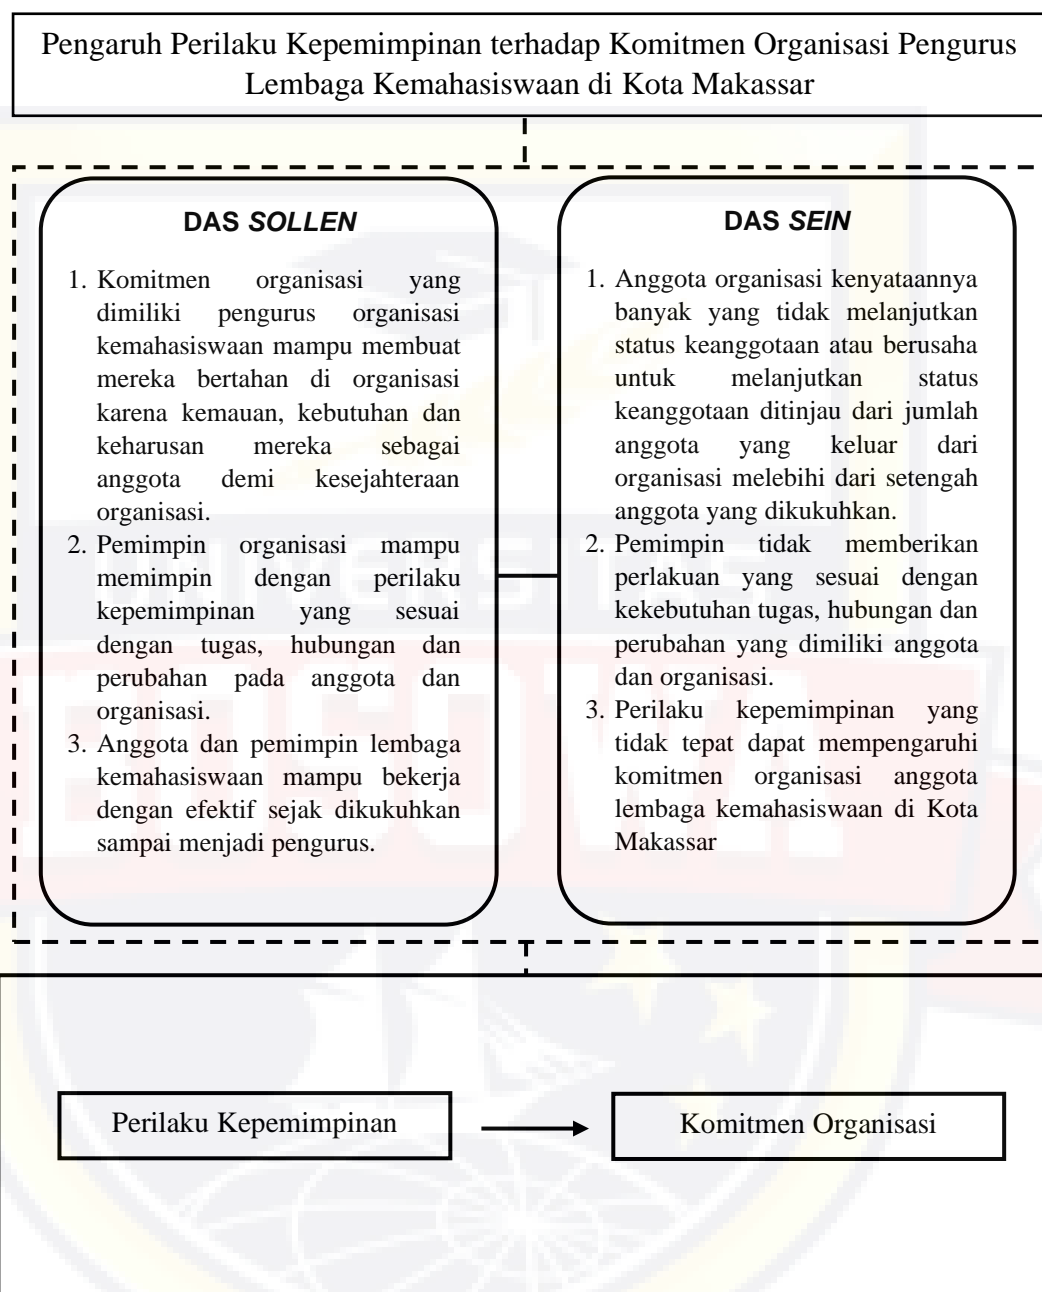 Pengaruh Perilaku Kepemimpinan terhadap Komitmen Organisasi Pengurus
Lembaga Kemahasiswaan di Kota Makassar
DAS SOLLEN
1. Komitmen organisasi yang
dimiliki pengurus organisasi
kemahasiswaan mampu membuat
mereka bertahan di organisasi
karena kemauan, kebutuhan dan
keharusan mereka sebagai
anggota demi kesejahteraan
organisasi.
2. Pemimpin organisasi mampu
memimpin dengan perilaku
kepemimpinan yang sesuai
dengan tugas, hubungan dan
perubahan pada anggota dan
organisasi.
3. Anggota dan pemimpin lembaga
kemahasiswaan mampu bekerja
dengan efektif sejak dikukuhkan
sampai menjadi pengurus.
DAS SEIN
1. Anggota organisasi kenyataannya
banyak yang tidak melanjutkan
status keanggotaan atau berusaha
untuk melanjutkan status
keanggotaan ditinjau dari jumlah
anggota yang keluar dari
organisasi melebihi dari setengah
anggota yang dikukuhkan.
2. Pemimpin tidak memberikan
perlakuan yang sesuai dengan
kekebutuhan tugas, hubungan dan
perubahan yang dimiliki anggota
dan organisasi.
3. Perilaku kepemimpinan yang
tidak tepat dapat mempengaruhi
komitmen organisasi anggota
lembaga kemahasiswaan di Kota
Makassar
Perilaku Kepemimpinan
Komitmen Organisasi
UNIVERSITAS
BOSOWA